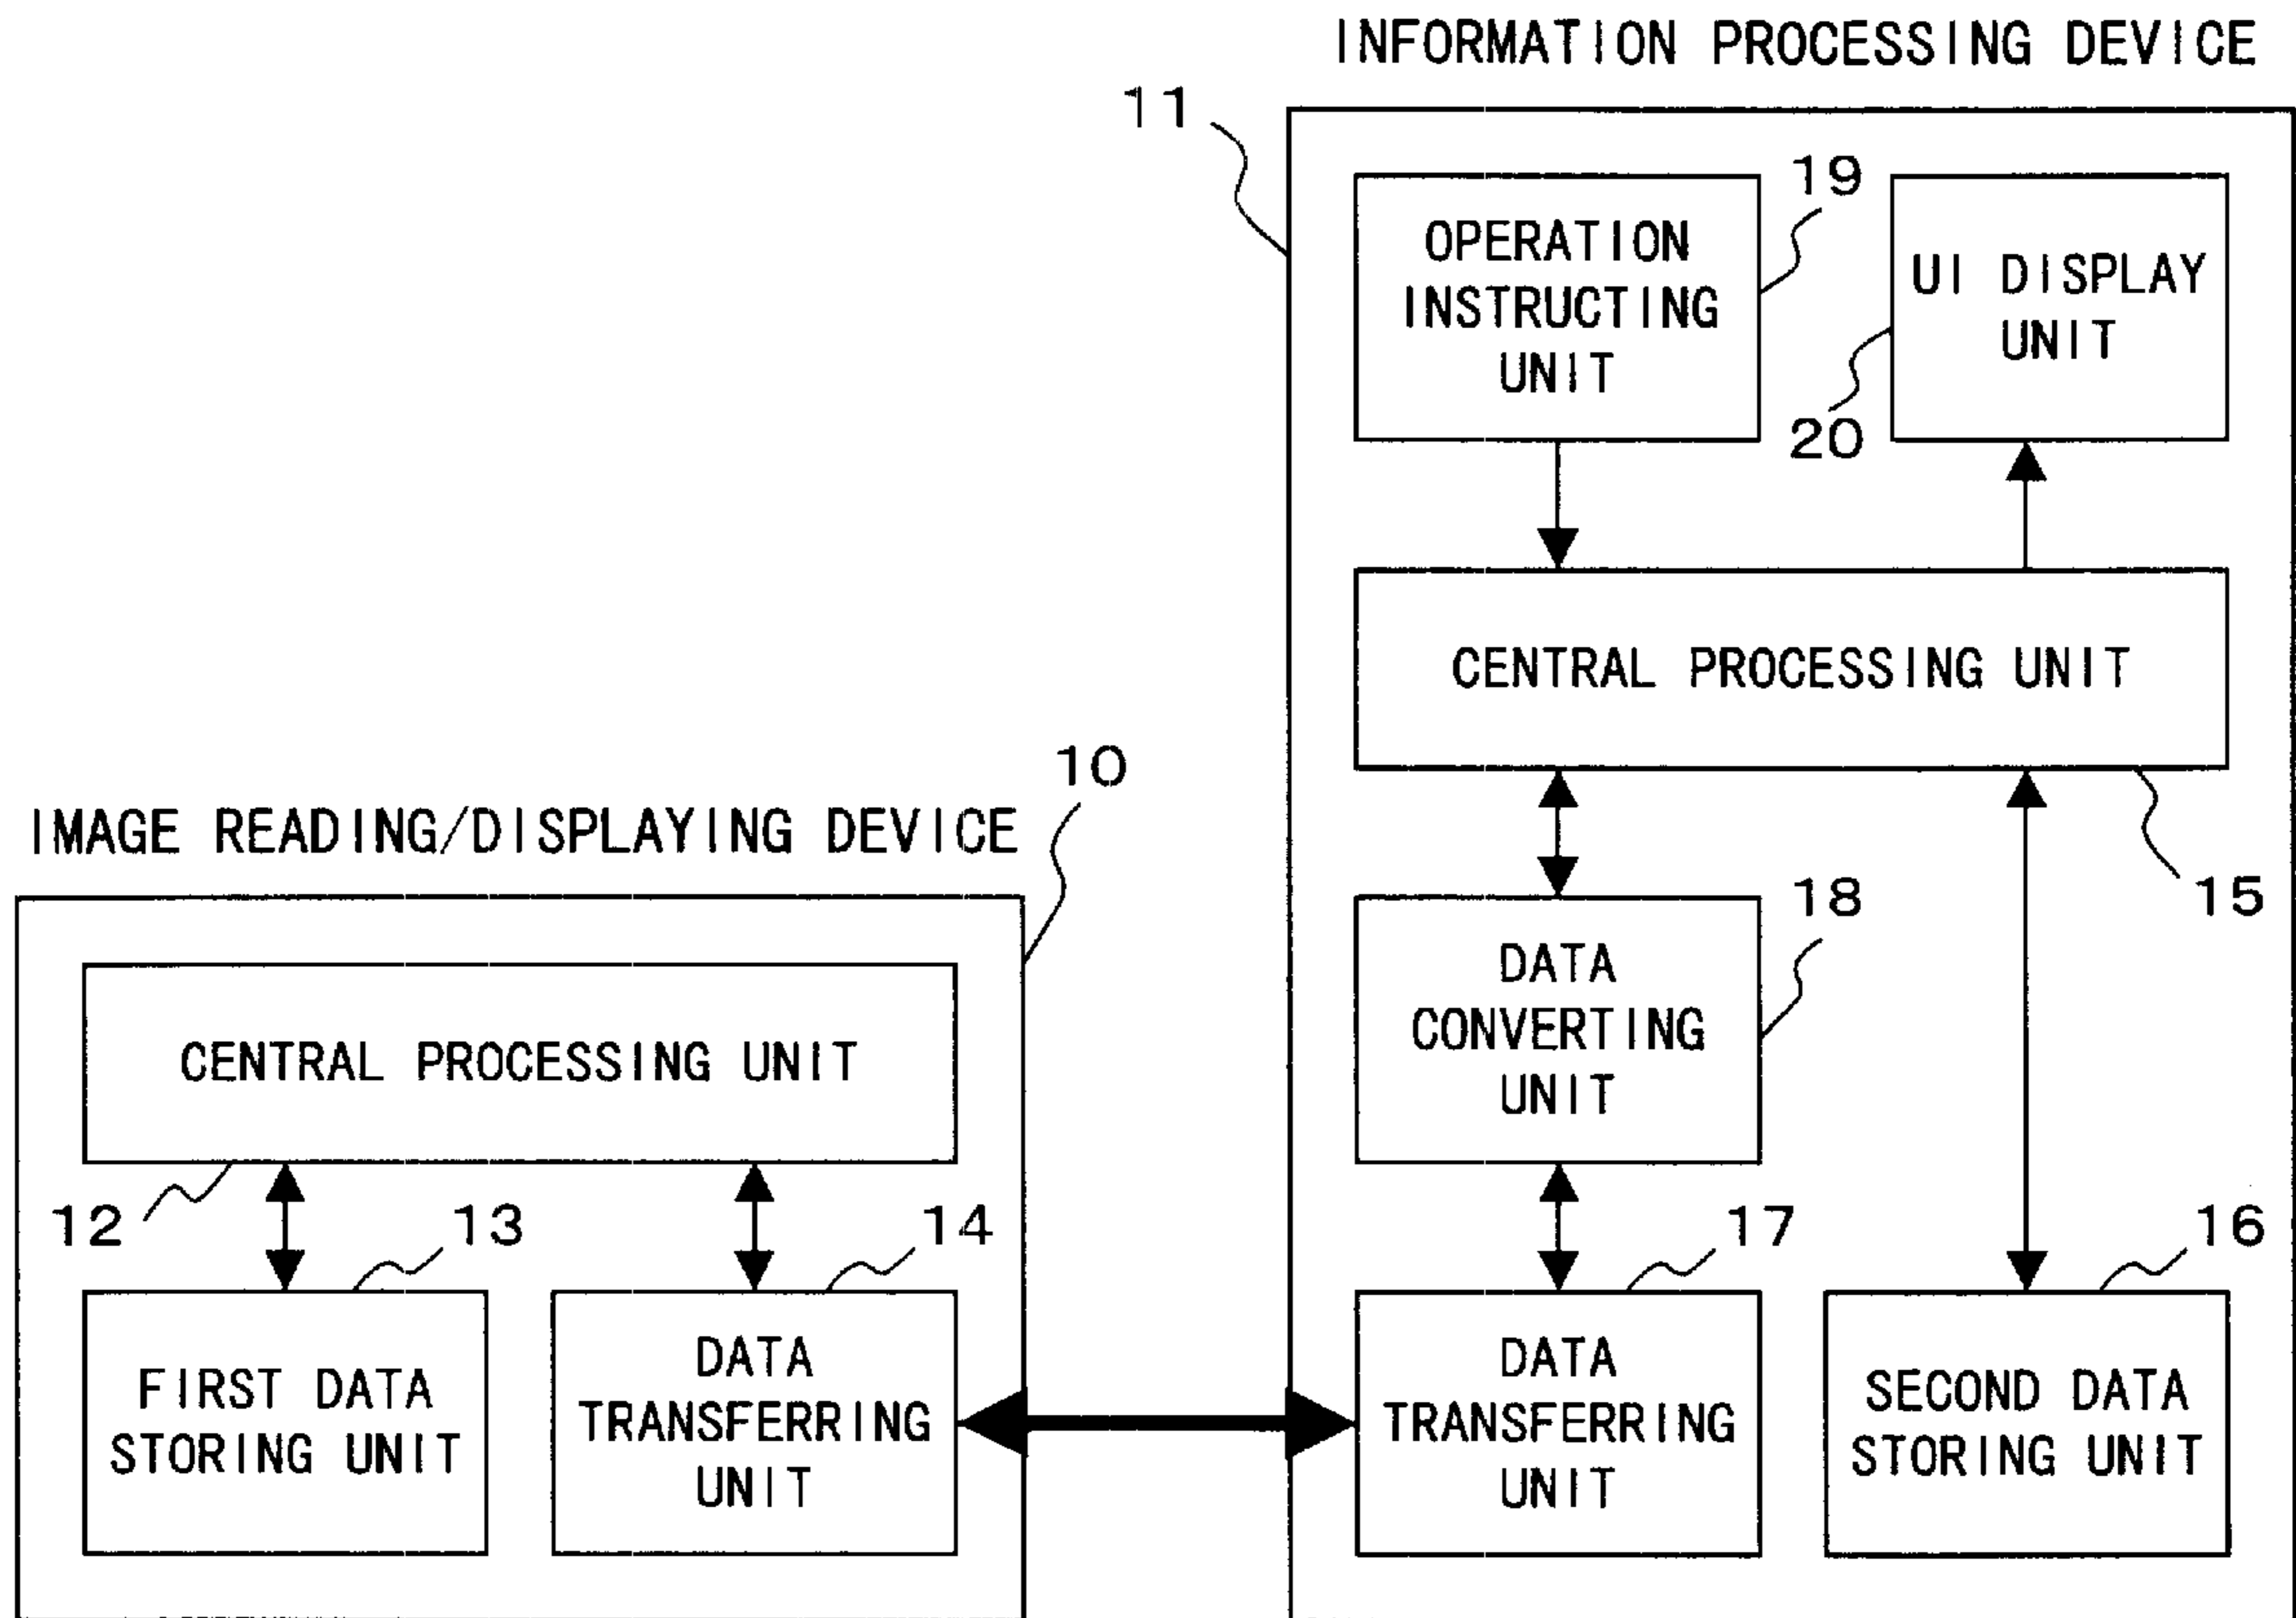 INFORMATION PROCESSING DEVICE
11
19
OPERATION
INSTRUCTING
UNIT
UI DISPLAY
UNIT
20
CENTRAL PROCESSING UNIT
15
10
IMAGE READING/DISPLAYING DEVICE
CENTRAL PROCESSING UNIT
12
13
14
FIRST DATA
STORING UNIT
DATA
TRANSFERRING
UNIT
18
DATA
CONVERTING
UNIT
17
16
DATA
TRANSFERRING
UNIT
SECOND DATA
STORING UNIT